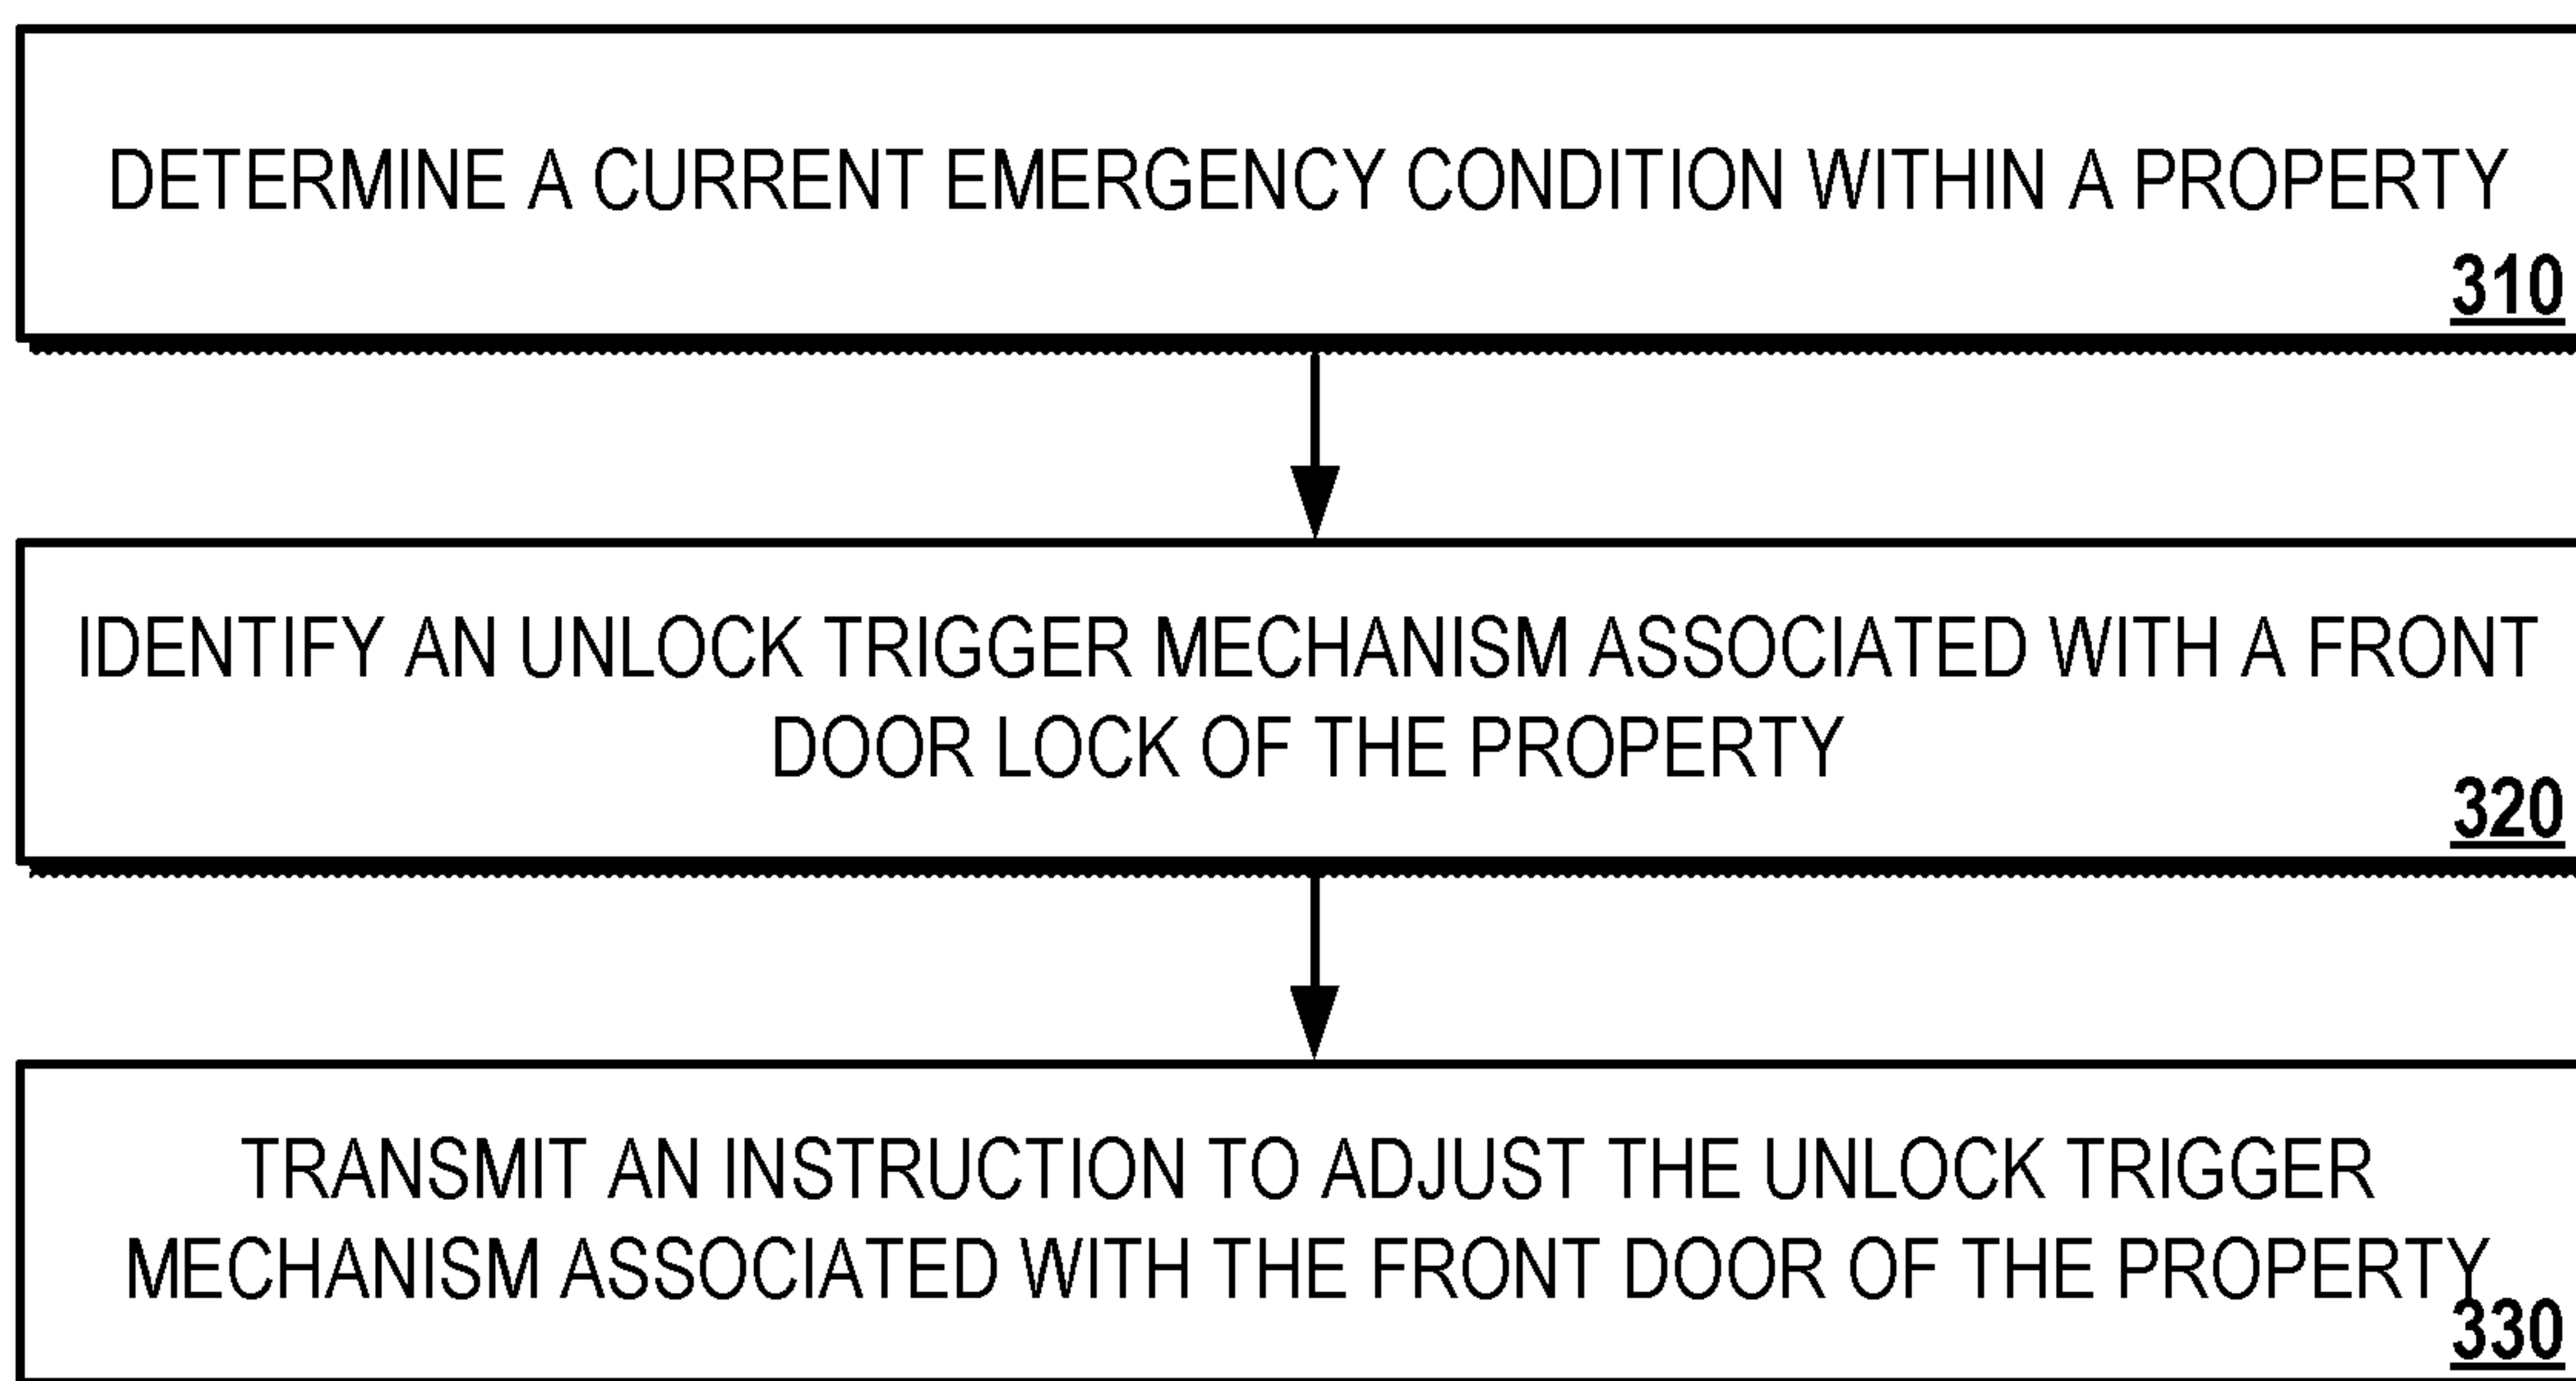 DETERMINE A CURRENT EMERGENCY CONDITION WITHIN A PROPERTY
310
IDENTIFY AN UNLOCK TRIGGER MECHANISM ASSOCIATED WITH A FRONT
DOOR LOCK OF THE PROPERTY
320
TRANSMIT AN INSTRUCTION TO ADJUST THE UNLOCK TRIGGER
MECHANISM ASSOCIATED WITH THE FRONT DOOR OF THE PROPERTY
330